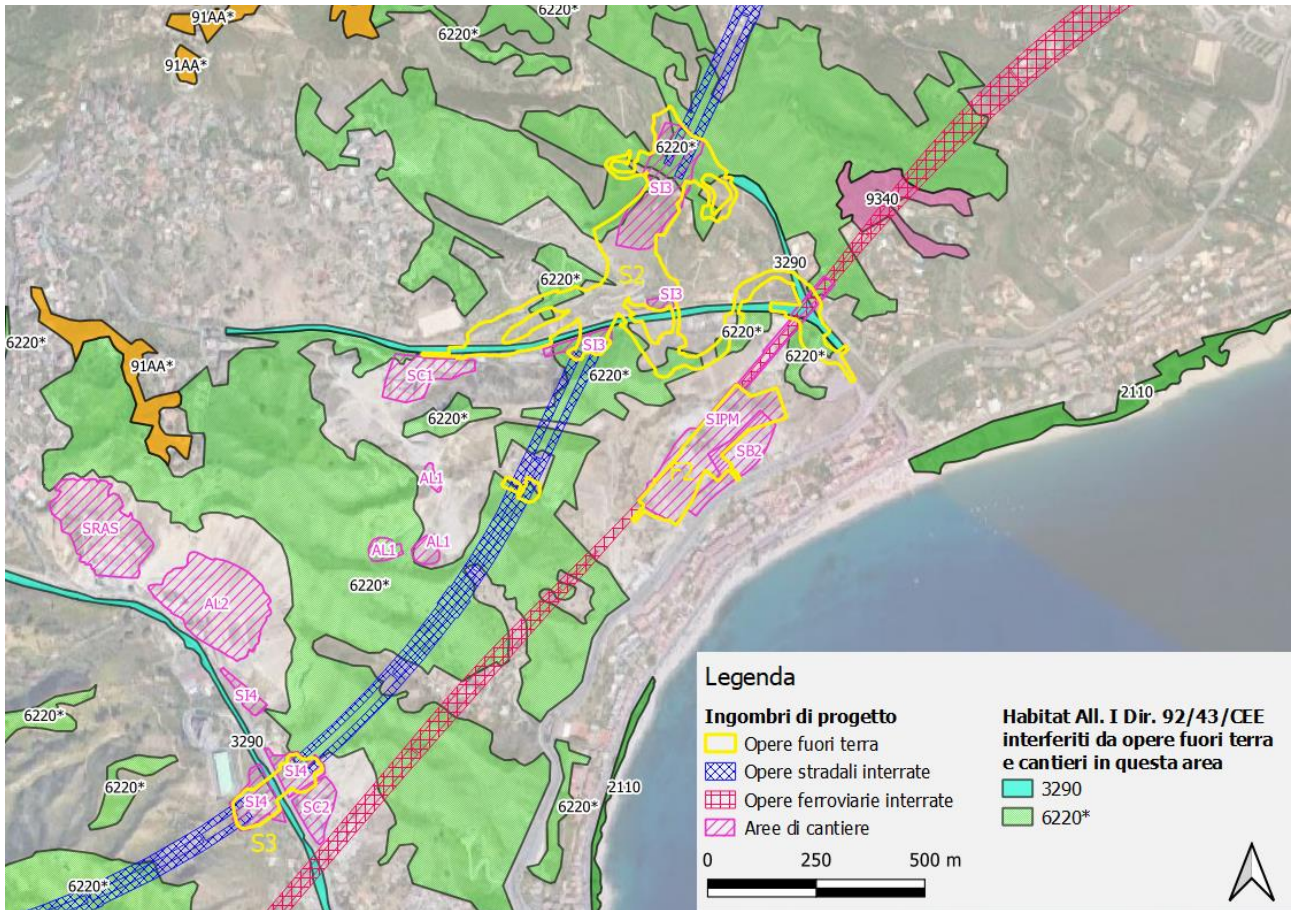 91AA*
6220*
6220*
91AA*
6220*
SI3
9340
3290
S2
6220*
SI3
6220*
SI3
6220*
6220*
91AA*
SC1
6220*
6220*
2110
SIPM
SB2
F2
AL1
SRAS
AL1
AL1
6220*
AL2
SI4
6220*
3290
SI4
SI4
SC2
S3
6220*
6220*
2110
6220*
Legenda
Ingombri di progetto
Opere fuori terra
Opere stradali interrate
Opere ferroviarie interrate
Aree di cantiere
0 250 500 m
Habitat All. I Dir. 92/43/CEE
interferiti da opere fuori terra
e cantieri in questa area
3290
6220*